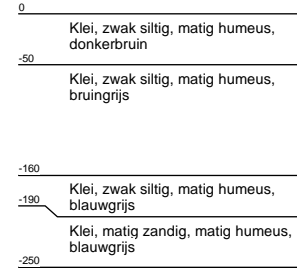 0
Klei, zwak siltig, matig humeus,
donkerbruin
-50
Klei, zwak siltig, matig humeus,
bruingrijs
-160
Klei, zwak siltig, matig humeus,
blauwgrijs
-190
Klei, matig zandig, matig humeus,
blauwgrijs
-250